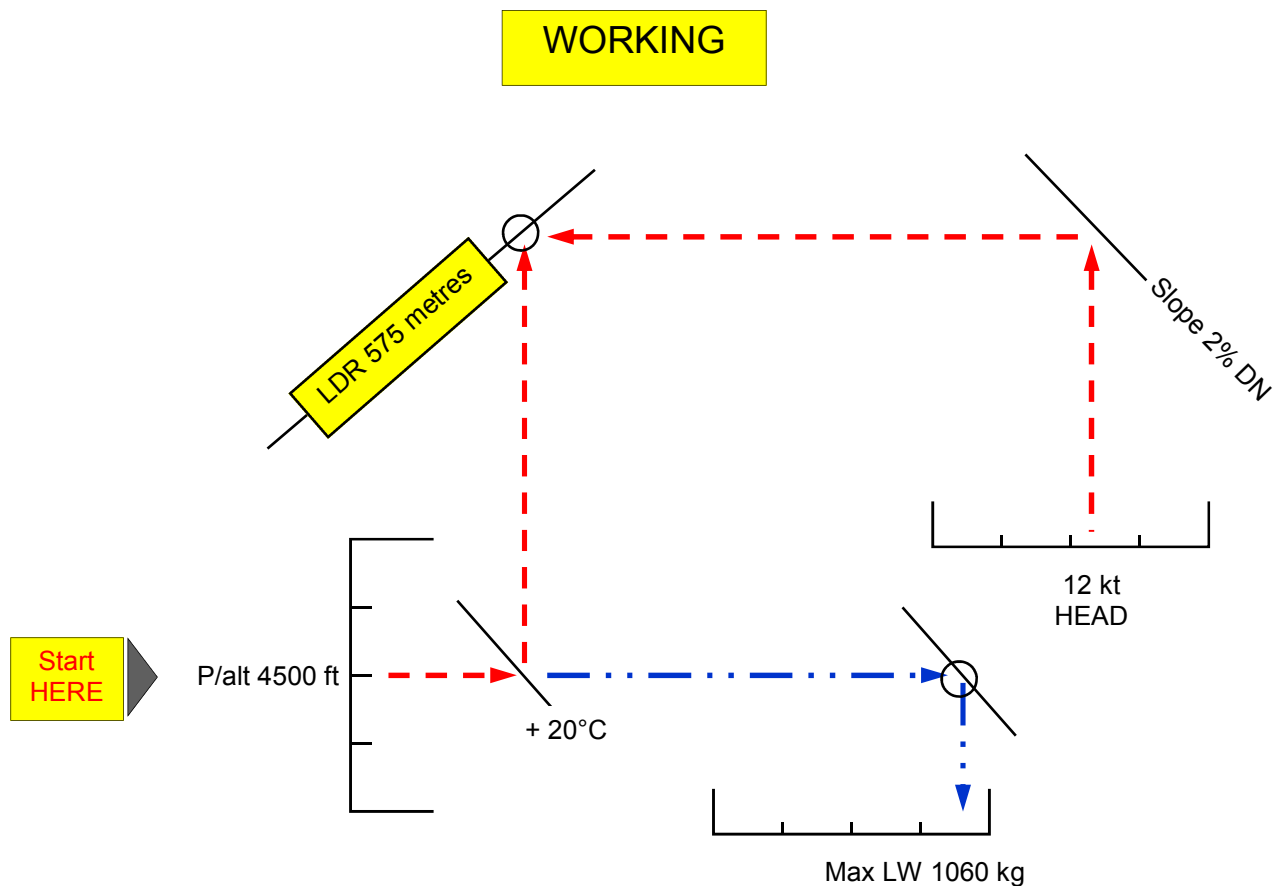 WORKING
LDR 575 metres
Slope 2% DN
12 kt
HEAD
Start
HERE
P/alt 4500 ft
+ 20°C
Max LW 1060 kg